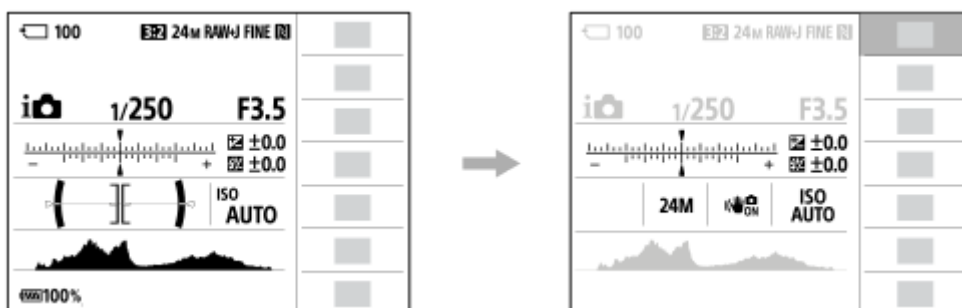 100 3:2 24M RAW+J FINE N
i 1/250 F3.5
±0.0
- + ±0.0
ISO
AUTO
100%
100 3:2 24M RAW+J FINE N
i 1/250 F3.5
±0.0
- + ±0.0
24M ON ISO
AUTO